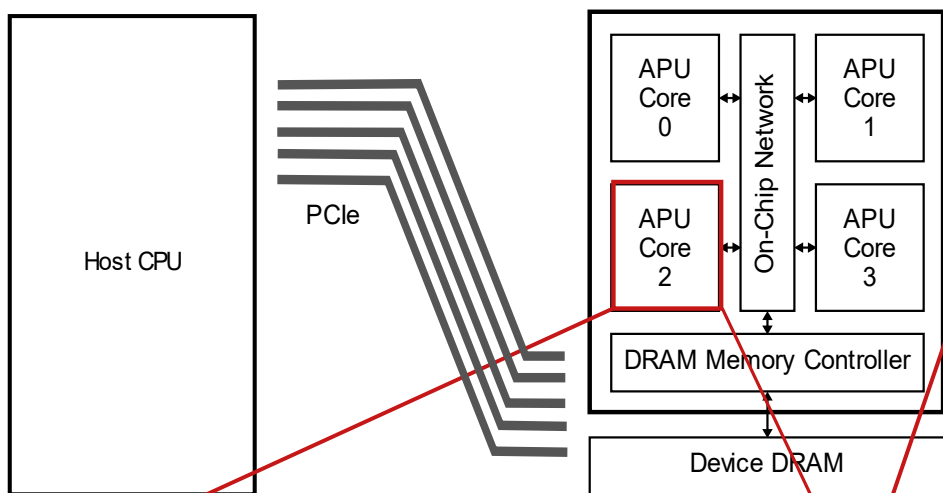 Host CPU
PCIe
APU
Core
0
APU
Core
1
APU
Core
2
APU
Core
3
On-Chip Network
DRAM Memory Controller
Device DRAM